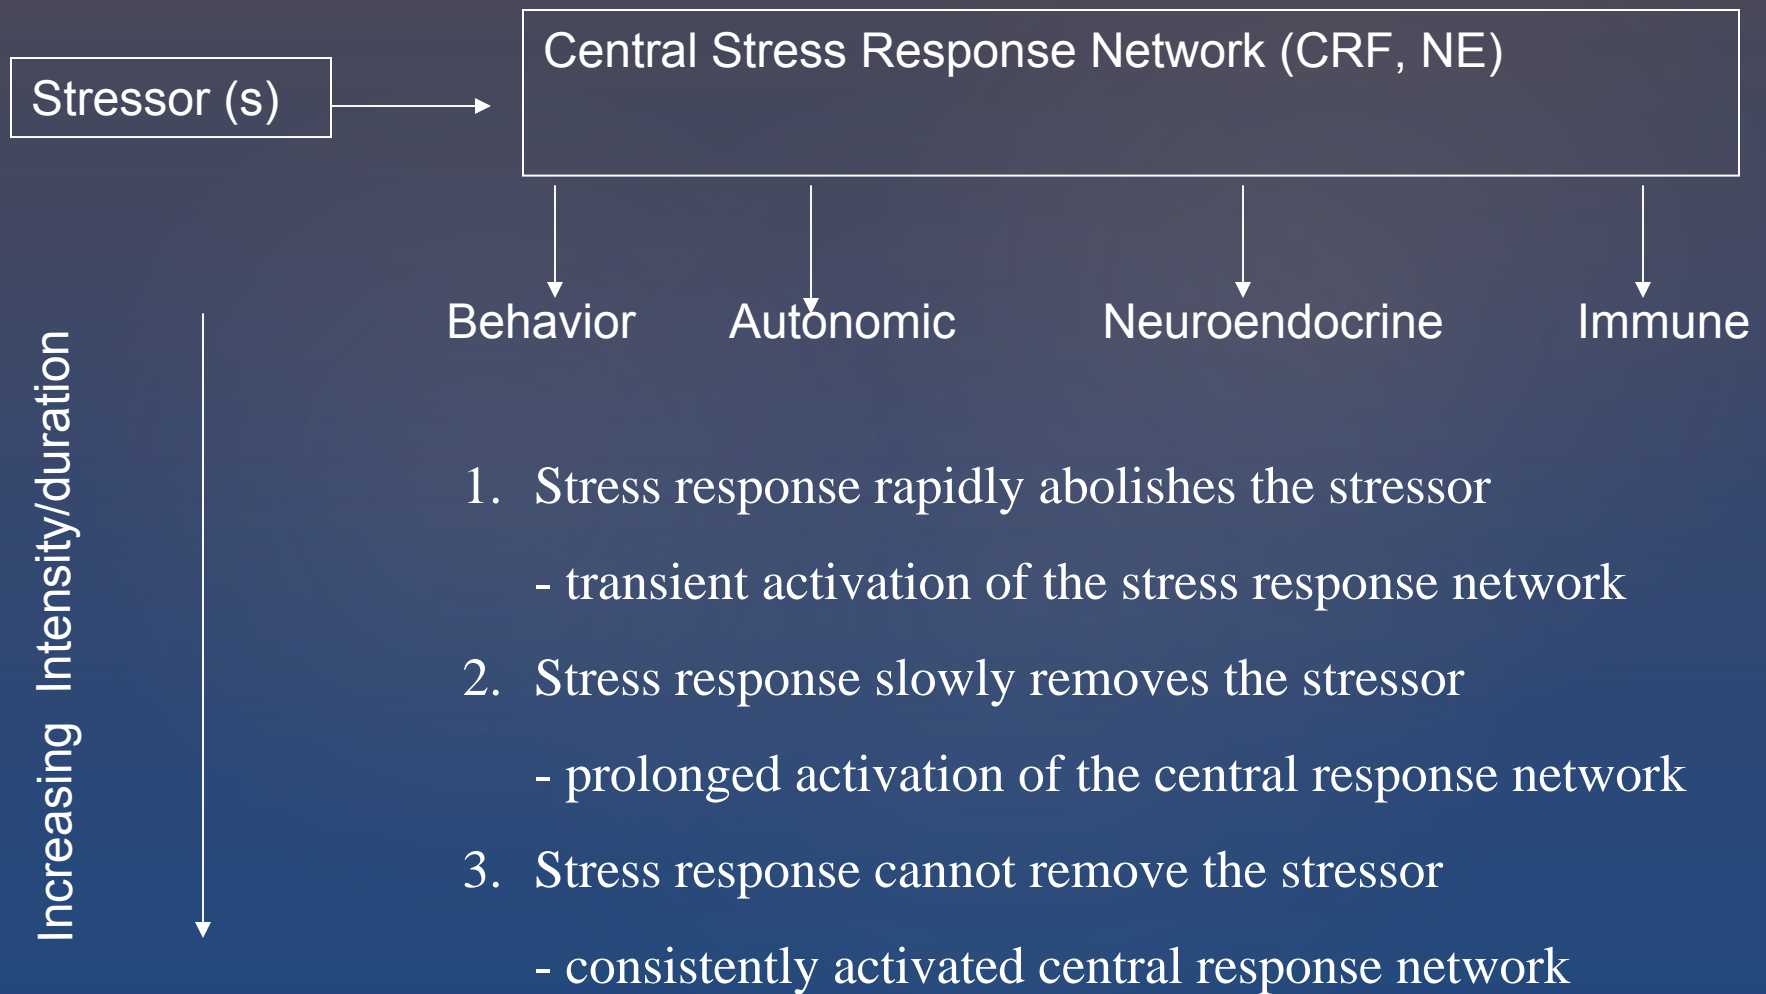 Central Stress Response Network (CRF, NE)
Stressor (s)
Behavior
Autonomic
Neuroendocrine
Immune
Increasing Intensity/duration
1. Stress response rapidly abolishes the stressor
- transient activation of the stress response network
2. Stress response slowly removes the stressor
- prolonged activation of the central response network
3. Stress response cannot remove the stressor
- consistently activated central response network